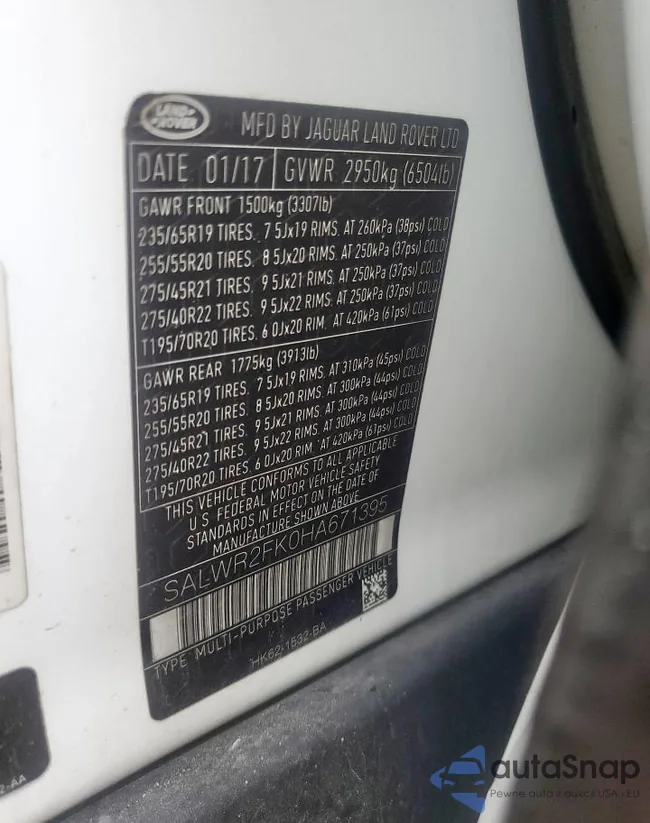 LAND ROVER
MFD BY JAGUAR LAND ROVER LTD
DATE 01/17 GVWR 2950kg (6504lb)
GAWR FRONT 1500kg (3307lb)
235/65R19 TIRES, 7 5Jx19 RIMS, AT 260kPa (38psi) COLD
255/55R20 TIRES, 8 5Jx20 RIMS, AT 250kPa (37psi) COLD
275/45R21 TIRES, 9 5Jx21 RIMS, AT 250kPa (37psi) COLD
275/40R22 TIRES, 9 5Jx22 RIMS, AT 250kPa (37psi) COLD
T195/70R20 TIRES, 6 0Jx20 RIM, AT 420kPa (61psi) COLD
GAWR REAR 1775kg (3913lb)
235/65R19 TIRES, 7 5Jx19 RIMS, AT 310kPa (45psi) COLD
255/55R20 TIRES, 8 5Jx20 RIMS, AT 300kPa (44psi) COLD
275/45R21 TIRES, 9 5Jx21 RIMS, AT 300kPa (44psi) COLD
275/40R22 TIRES, 9 5Jx22 RIMS, AT 300kPa (44psi) COLD
T195/70R20 TIRES, 6 0Jx20 RIM, AT 420kPa (61psi) COLD
THIS VEHICLE CONFORMS TO ALL APPLICABLE
U S FEDERAL MOTOR VEHICLE SAFETY
STANDARDS IN EFFECT ON THE DATE OF
MANUFACTURE SHOWN ABOVE
SALWR2FK0HA671395
TYPE MULTI-PURPOSE PASSENGER VEHICLE
HK62-1532-BA
2-AA
autaSnap
Pewne auta z aukcji USA i EU